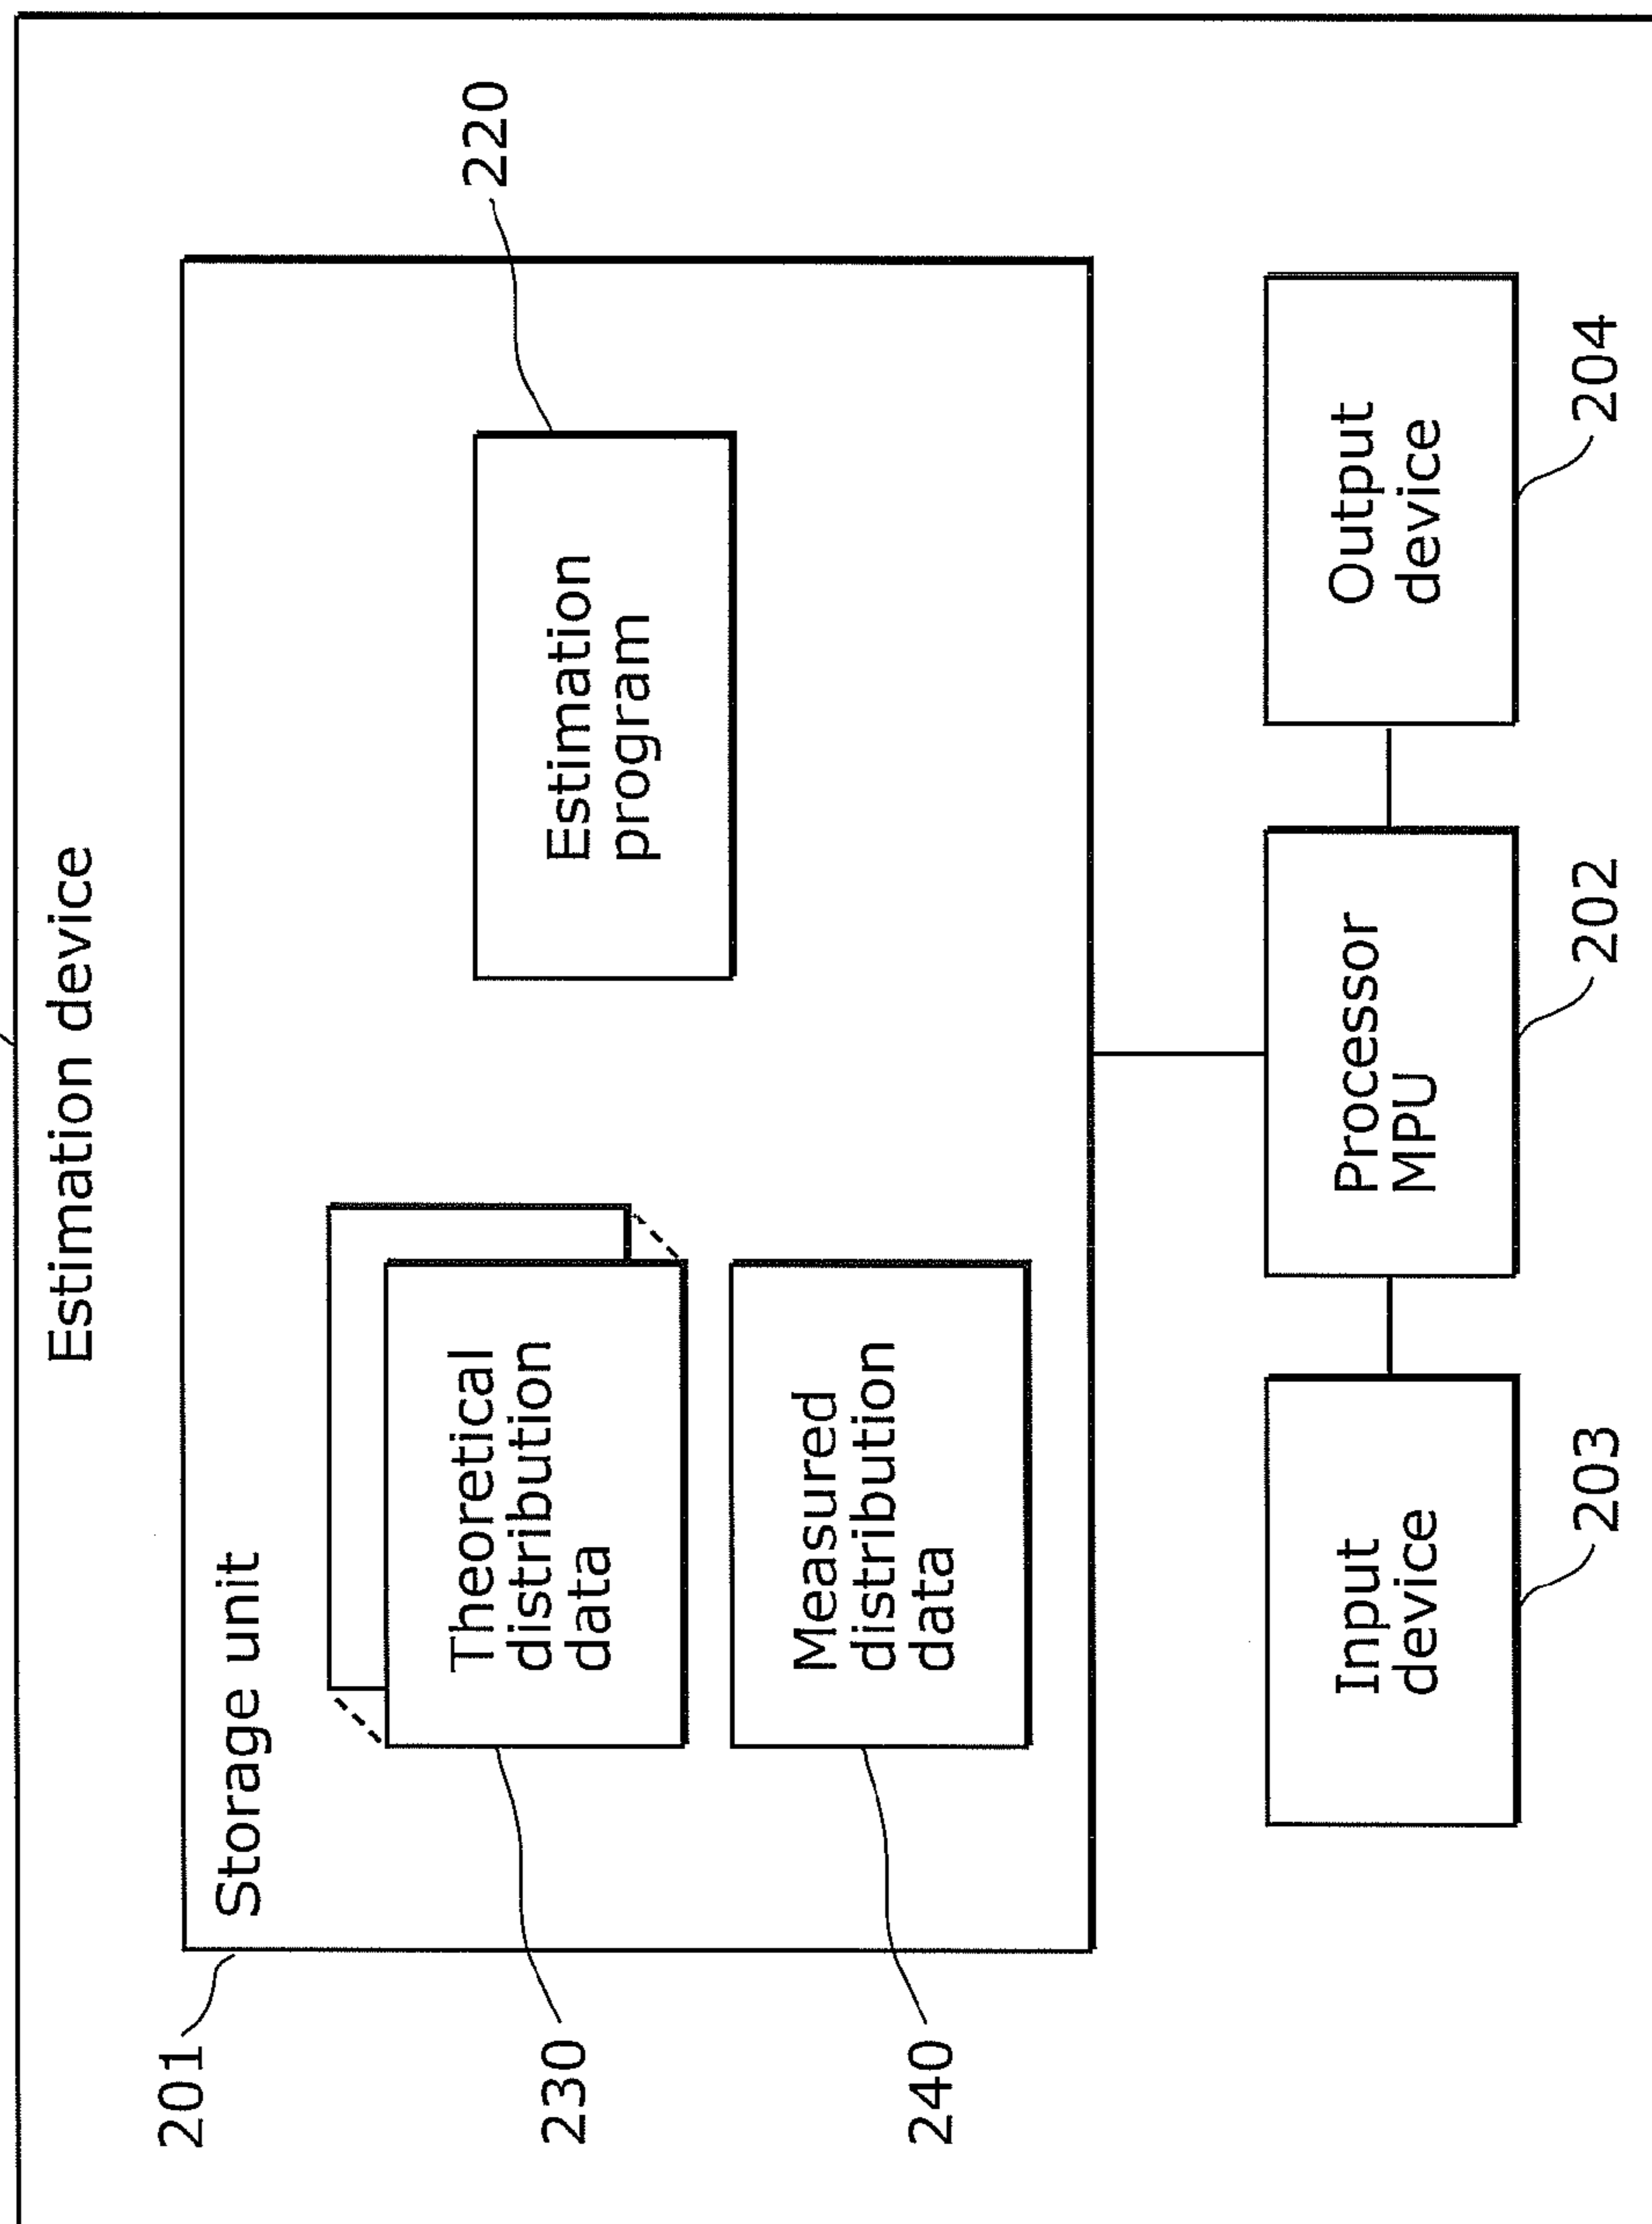 Estimation device
201
Storage unit
220
230
Theoretical
distribution
data
Estimation
program
240
Measured
distribution
data
Input
device
Processor
MPU
Output
device
203
202
204